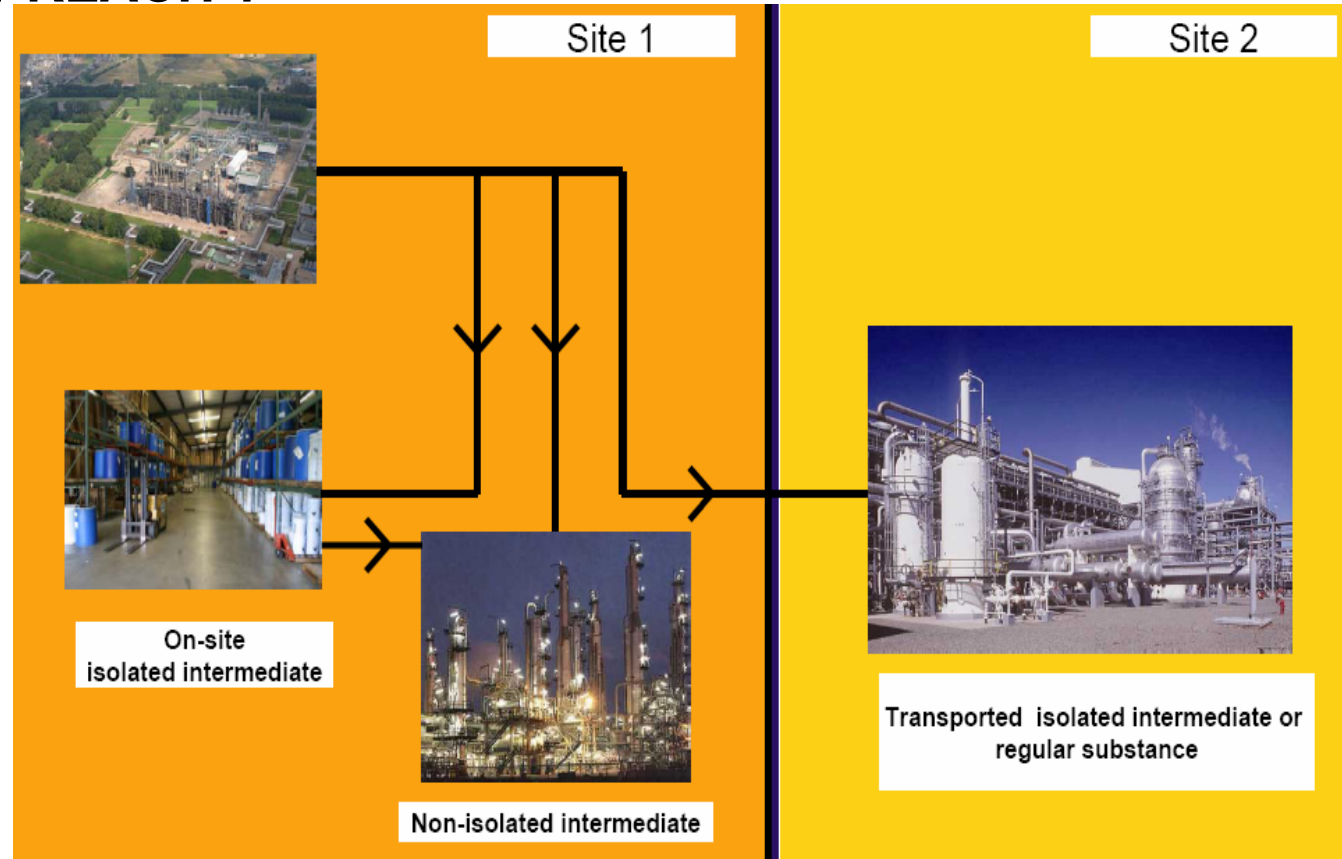 Site 1
Site 2
On-site
isolated intermediate
Transported isolated intermediate or
regular substance
Non-isolated intermediate